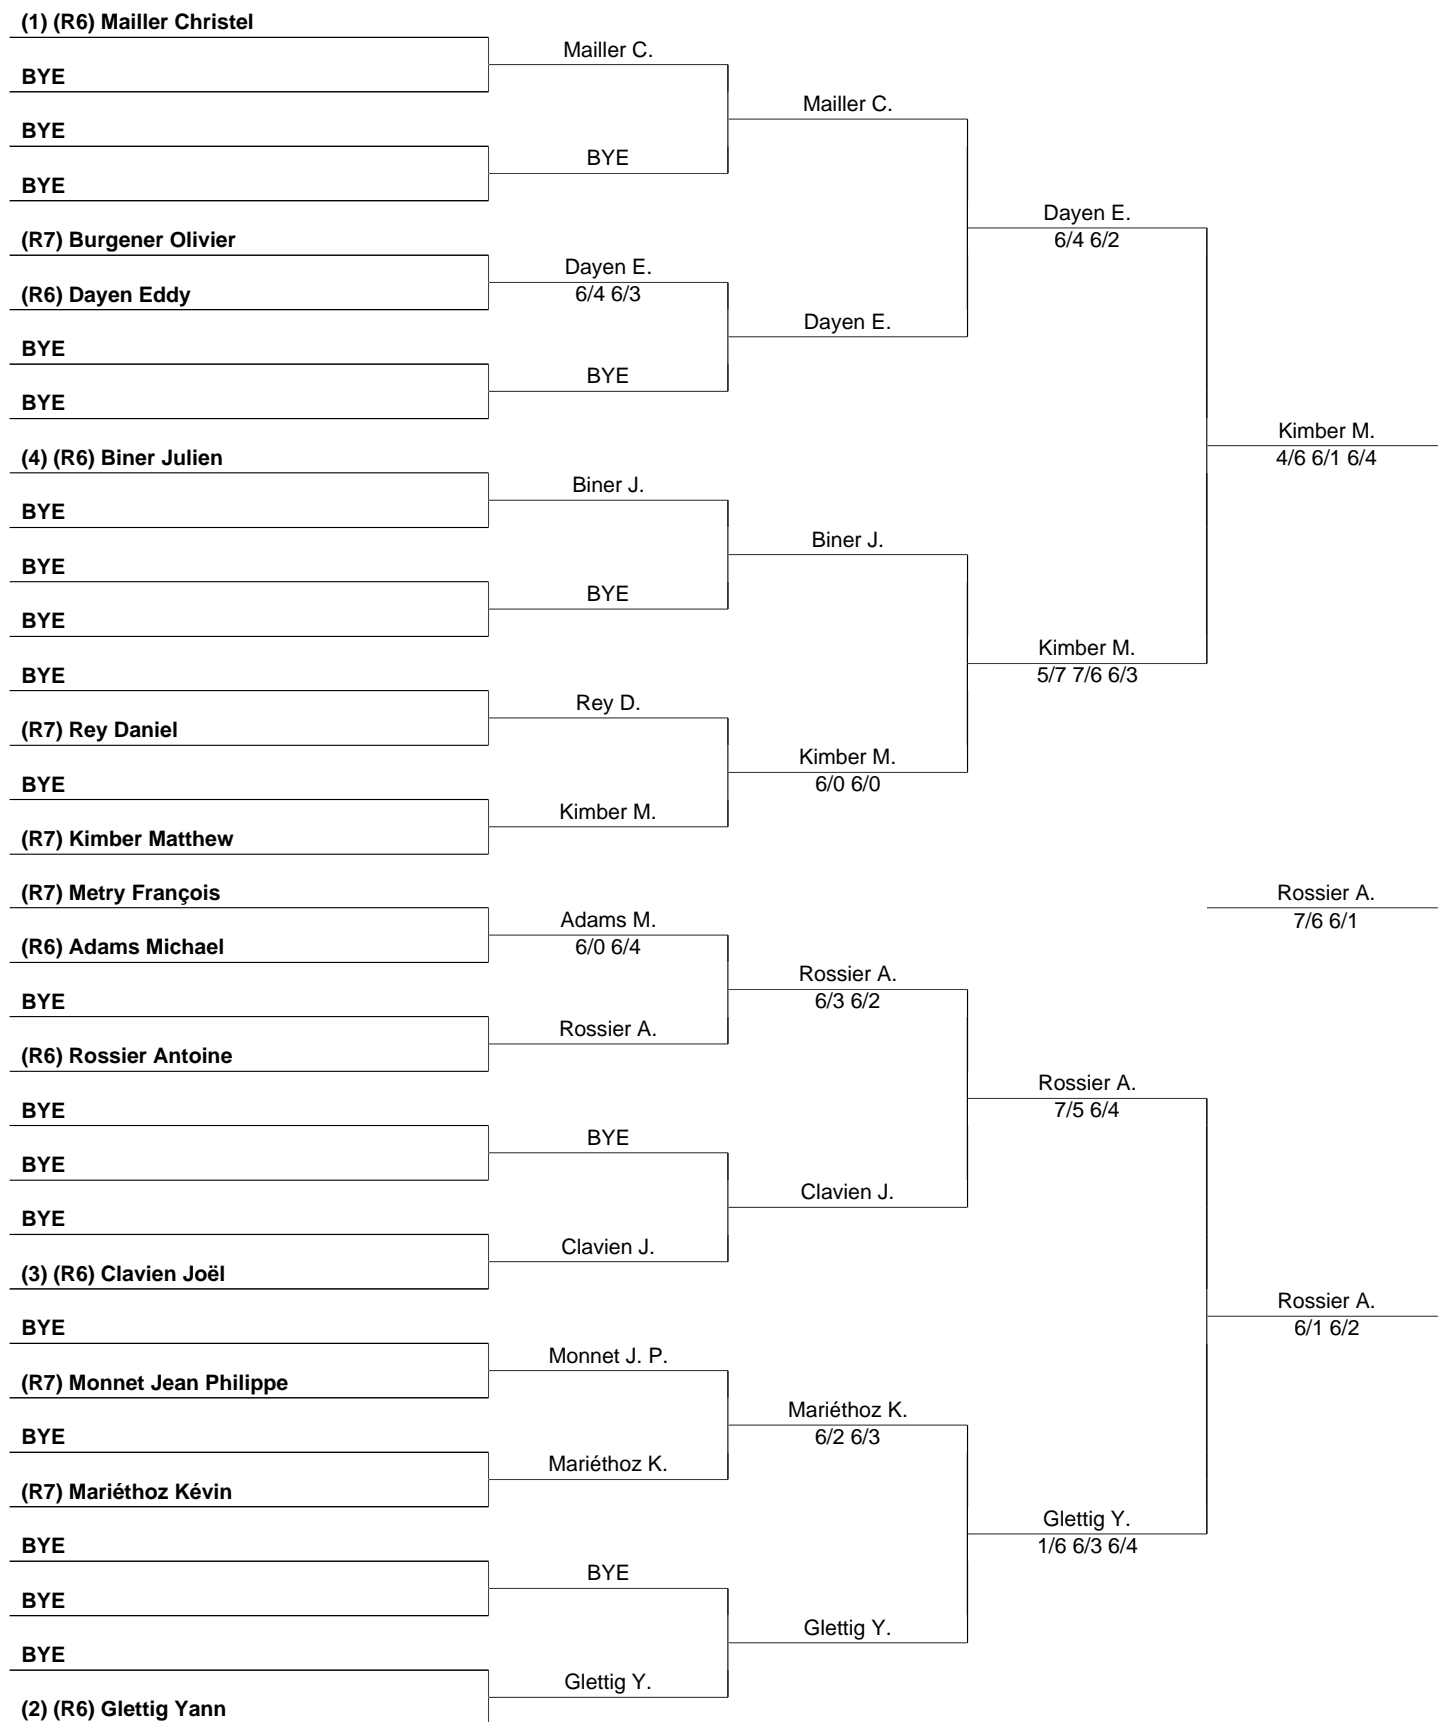 (1) (R6) Mailler Christel
Mailler C.
BYE
Mailler C.
BYE
BYE
BYE
Dayen E.
6/4 6/2
(R7) Burgener Olivier
Dayen E.
6/4 6/3
(R6) Dayen Eddy
Dayen E.
BYE
BYE
BYE
Kimber M.
4/6 6/1 6/4
(4) (R6) Biner Julien
Biner J.
BYE
Biner J.
BYE
BYE
BYE
Kimber M.
5/7 7/6 6/3
BYE
Rey D.
(R7) Rey Daniel
Kimber M.
6/0 6/0
BYE
Kimber M.
(R7) Kimber Matthew
Rossier A.
7/6 6/1
(R7) Metry François
Adams M.
6/0 6/4
(R6) Adams Michael
Rossier A.
6/3 6/2
BYE
Rossier A.
(R6) Rossier Antoine
Rossier A.
7/5 6/4
BYE
BYE
BYE
Clavien J.
BYE
Clavien J.
(3) (R6) Clavien Joël
Rossier A.
6/1 6/2
BYE
Monnet J. P.
(R7) Monnet Jean Philippe
Mariéthoz K.
6/2 6/3
BYE
Mariéthoz K.
(R7) Mariéthoz Kévin
Glettig Y.
1/6 6/3 6/4
BYE
BYE
BYE
Glettig Y.
BYE
Glettig Y.
(2) (R6) Glettig Yann